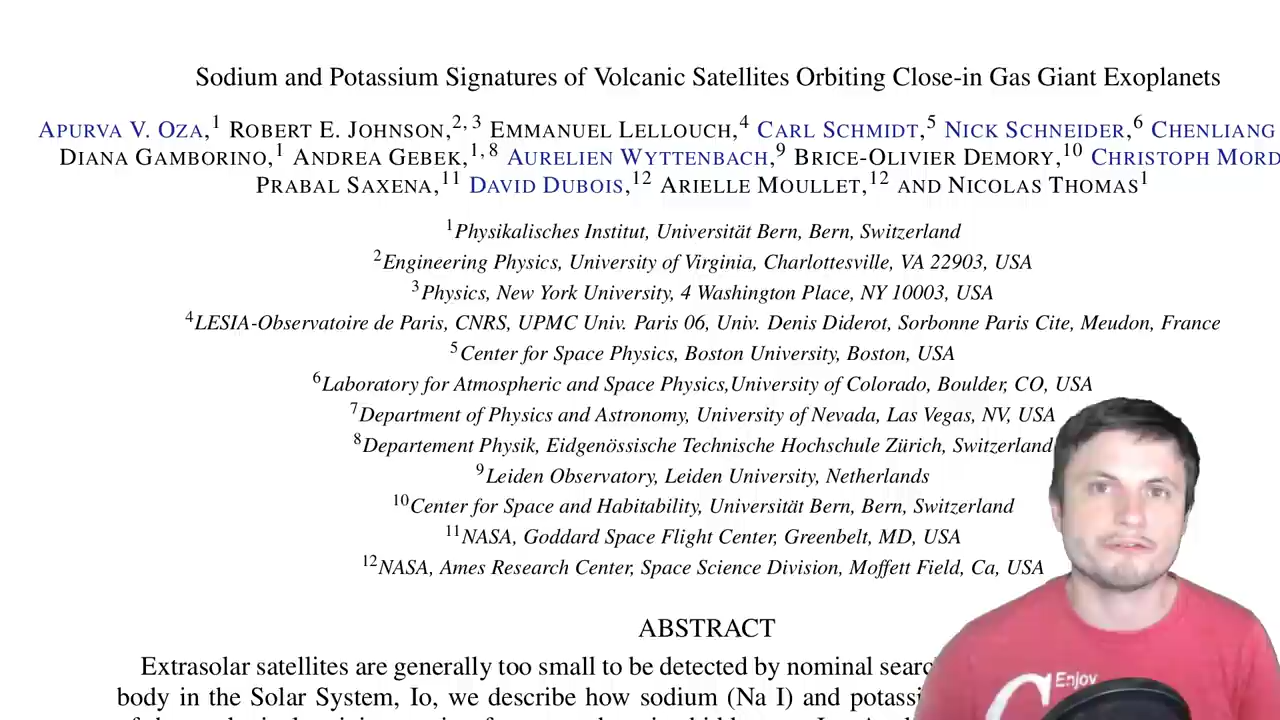 Sodium and Potassium Signatures of Volcanic Satellites Orbiting Close-in Gas Giant Exoplanets
APURVA V. OZA,1 ROBERT E. JOHNSON,2, 3 EMMANUEL LELLOUCH,4 CARL SCHMIDT,5 NICK SCHNEIDER,6 CHENLIANG
DIANA GAMBORINO,1 ANDREA GEBEK,1, 8 AURELIEN WYTTENBACH,9 BRICE-OLIVIER DEMORY,10 CHRISTOPH MORD
PRABAL SAXENA,11 DAVID DUBOIS,12 ARIELLE MOULLET,12 AND NICOLAS THOMAS1
1Physikalisches Institut, Universität Bern, Bern, Switzerland
2Engineering Physics, University of Virginia, Charlottesville, VA 22903, USA
3Physics, New York University, 4 Washington Place, NY 10003, USA
4LESIA-Observatoire de Paris, CNRS, UPMC Univ. Paris 06, Univ. Denis Diderot, Sorbonne Paris Cite, Meudon, France
5Center for Space Physics, Boston University, Boston, USA
6Laboratory for Atmospheric and Space Physics,University of Colorado, Boulder, CO, USA
7Department of Physics and Astronomy, University of Nevada, Las Vegas, NV, USA
8Departement Physik, Eidgenössische Technische Hochschule Zürich, Switzerland
9Leiden Observatory, Leiden University, Netherlands
10Center for Space and Habitability, Universität Bern, Bern, Switzerland
11NASA, Goddard Space Flight Center, Greenbelt, MD, USA
12NASA, Ames Research Center, Space Science Division, Moffett Field, Ca, USA
ABSTRACT
Extrasolar satellites are generally too small to be detected by nominal searc
body in the Solar System, Io, we describe how sodium (Na I) and potassi
Enjoy